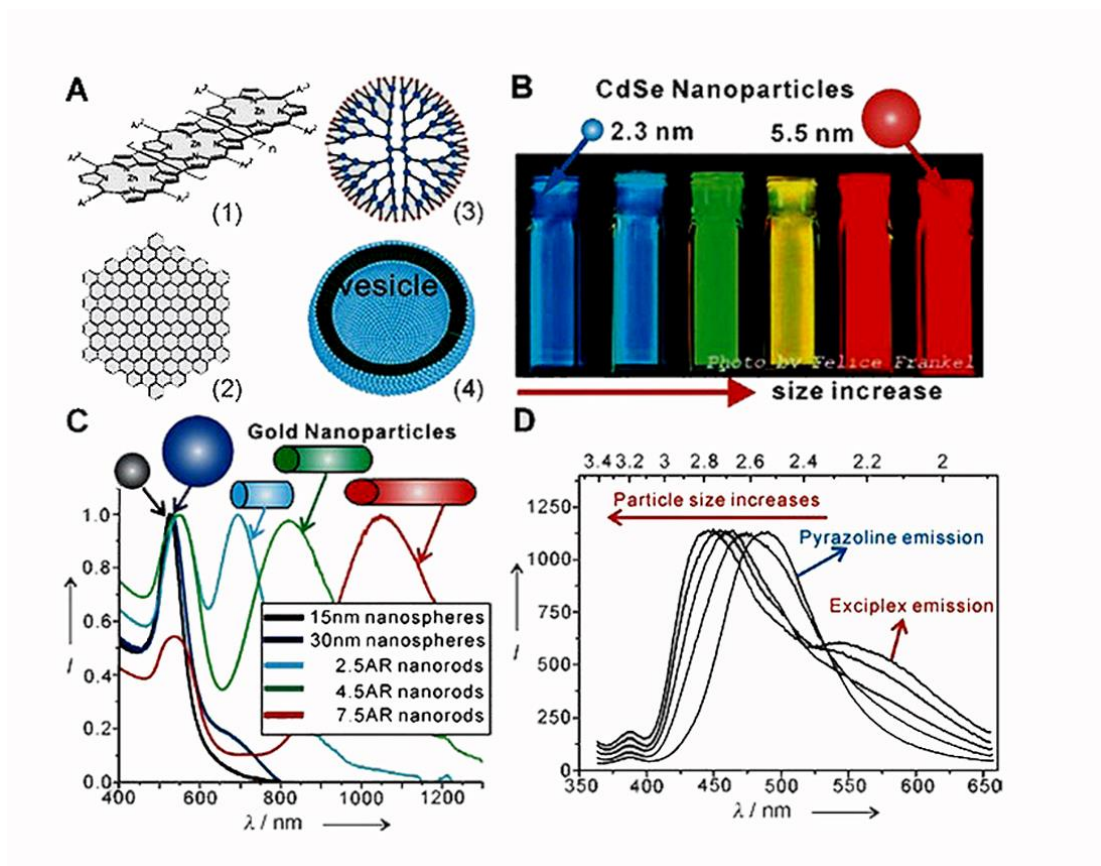 A
Ar¹
Ar²
N
Zn
n
(1)
(3)
(2)
vesicle
(4)
B
CdSe Nanoparticles
2.3 nm
5.5 nm
Photo by Felice Frankel
size increase
C
Gold Nanoparticles
1.0
0.8
0.6
0.4
0.2
0.0
I
15nm nanospheres
30nm nanospheres
2.5AR nanorods
4.5AR nanorods
7.5AR nanorods
400 600 800 1000 1200
λ / nm
D
3.4 3.2 3 2.8 2.6 2.4 2.2 2
1250
1000
750
500
250
0
I
Particle size increases
Pyrazoline emission
Exciplex emission
350 400 450 500 550 600 650
λ / nm